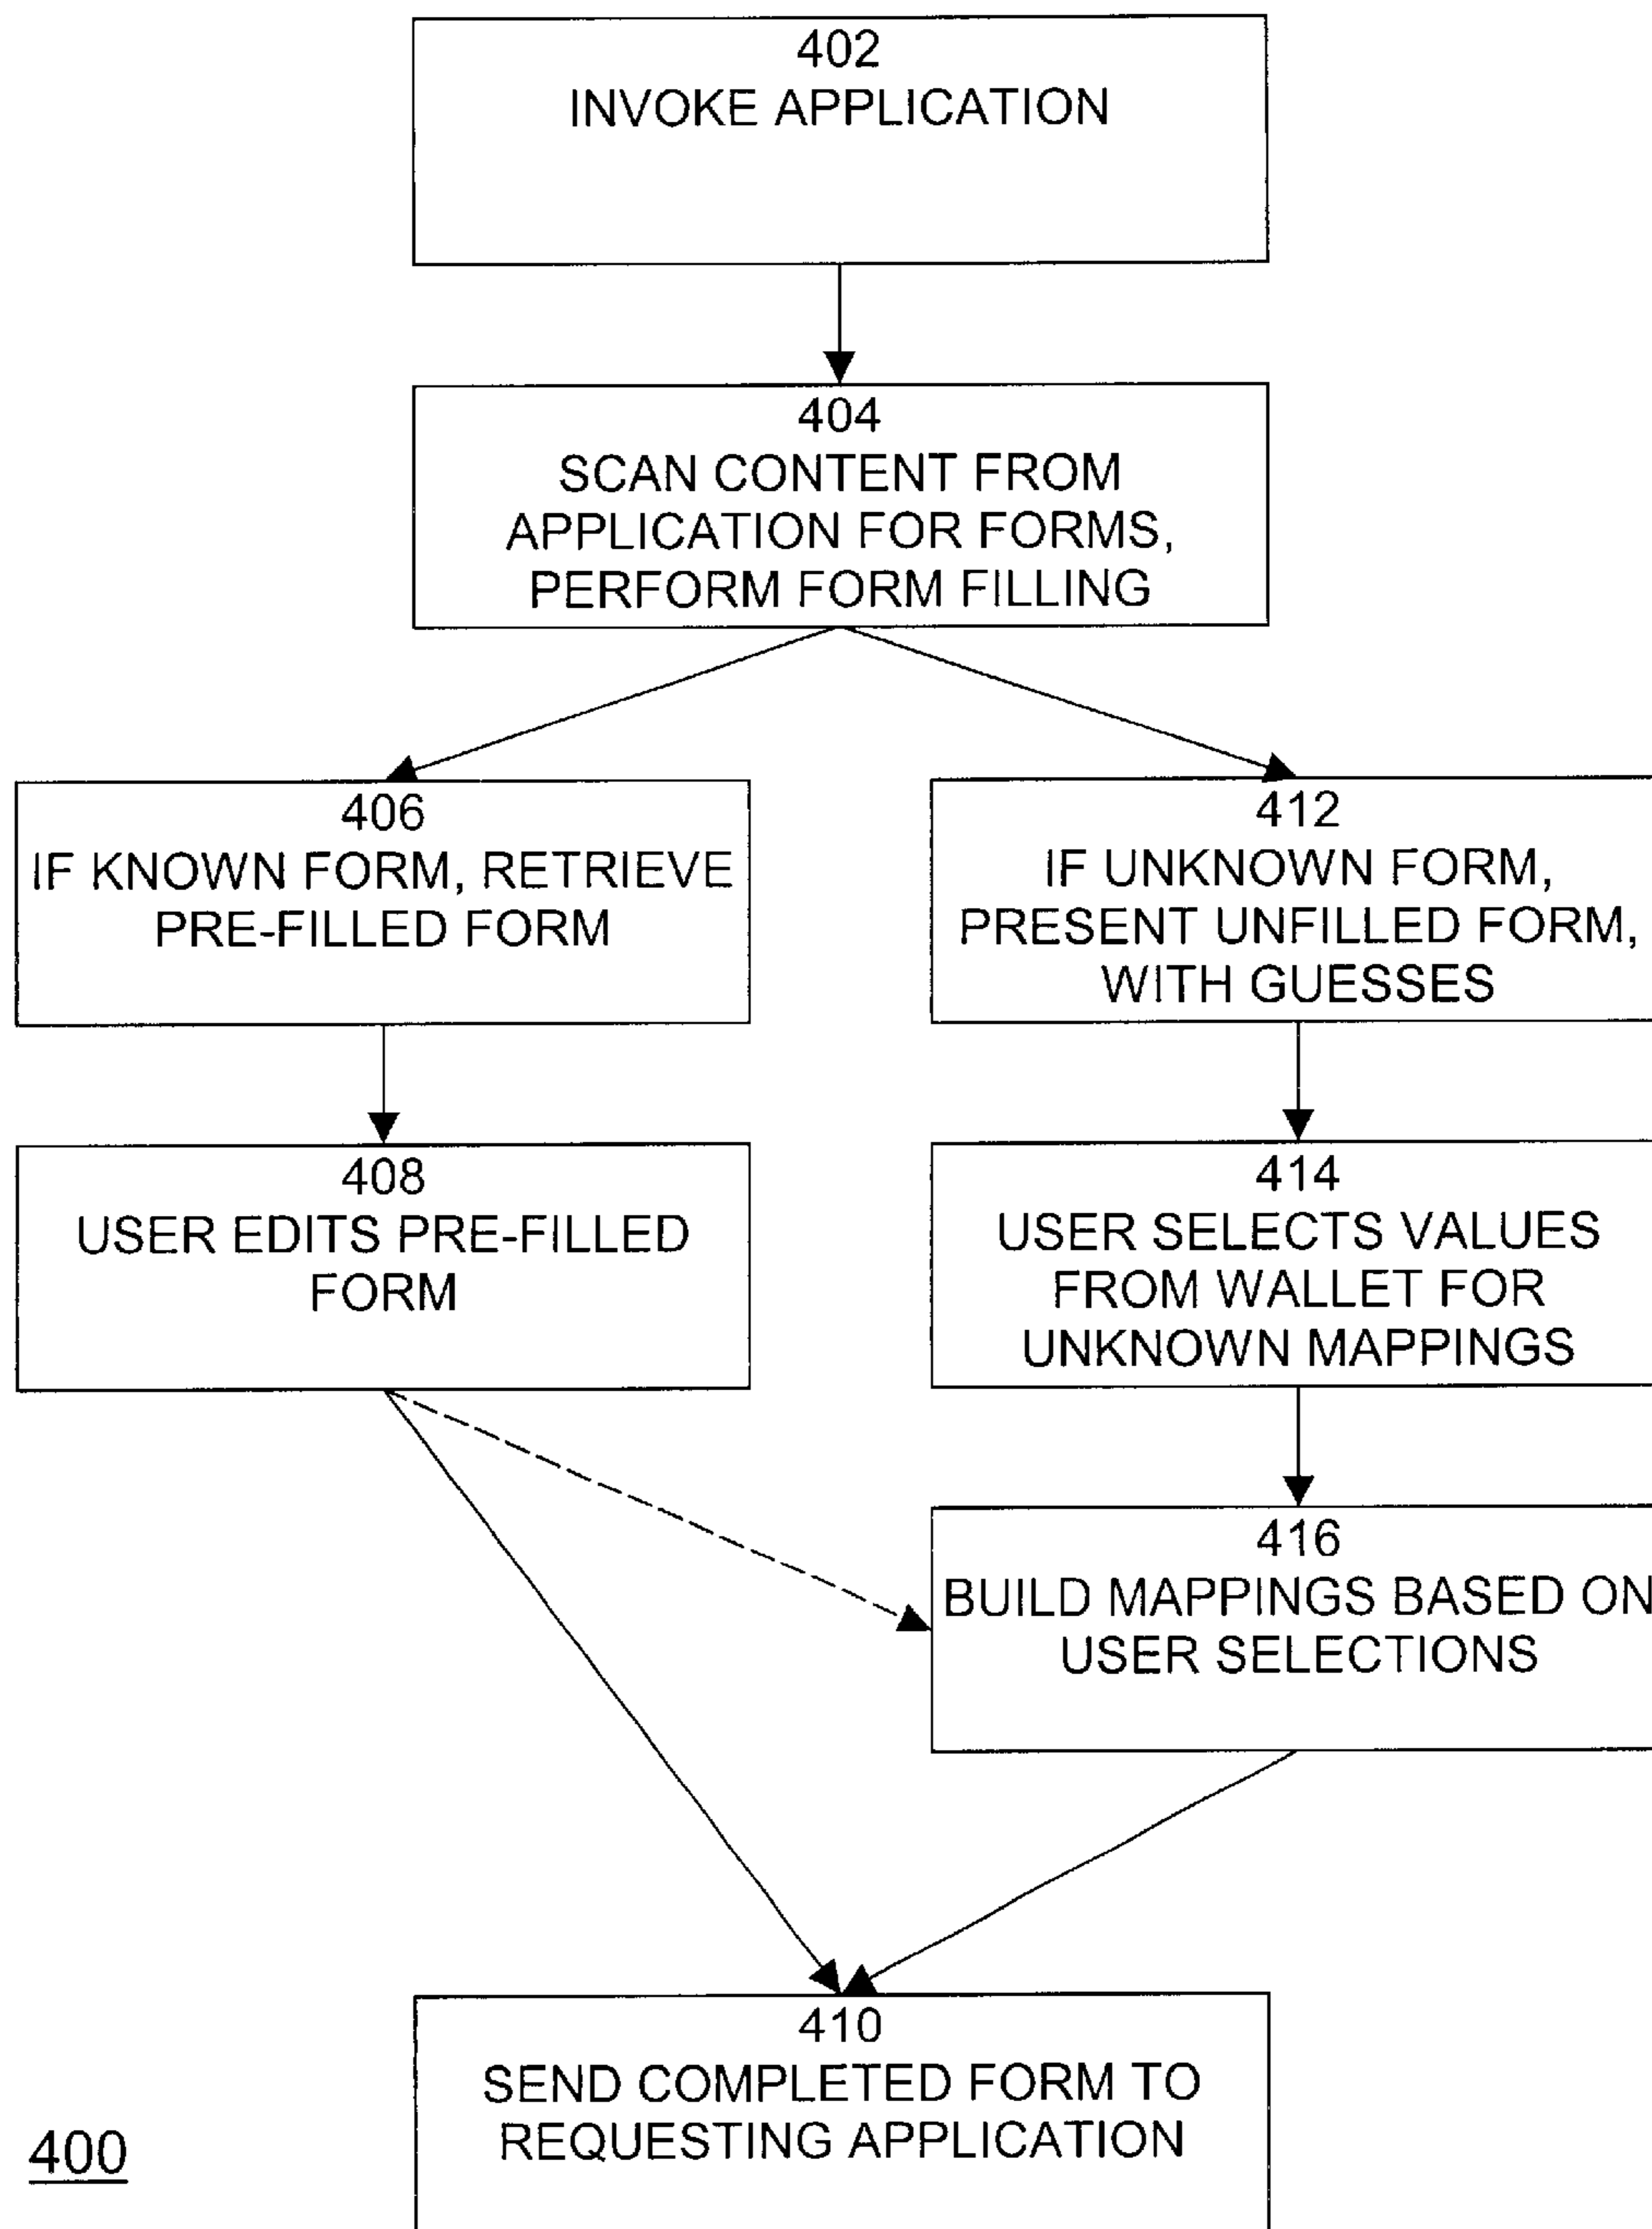 402
INVOKE APPLICATION
404
SCAN CONTENT FROM
APPLICATION FOR FORMS,
PERFORM FORM FILLING
406
IF KNOWN FORM, RETRIEVE
PRE-FILLED FORM
412
IF UNKNOWN FORM,
PRESENT UNFILLED FORM,
WITH GUESSES
408
USER EDITS PRE-FILLED
FORM
414
USER SELECTS VALUES
FROM WALLET FOR
UNKNOWN MAPPINGS
416
BUILD MAPPINGS BASED ON
USER SELECTIONS
410
SEND COMPLETED FORM TO
REQUESTING APPLICATION
400